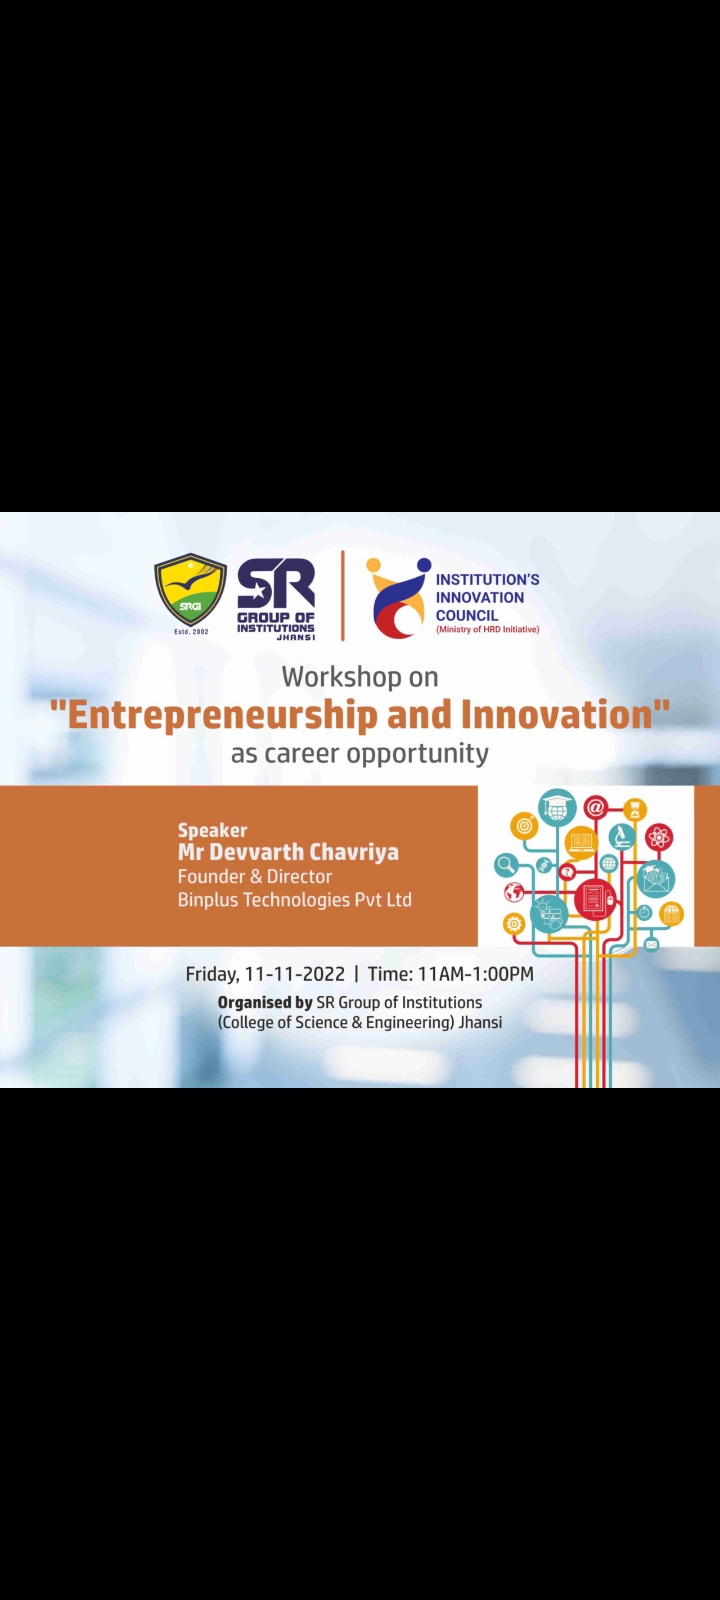 SRGI
Estd. 2002
SR
GROUP OF
INSTITUTIONS
JHANSI
INSTITUTION'S
INNOVATION
COUNCIL
(Ministry of HRD Initiative)
Workshop on
"Entrepreneurship and Innovation"
as career opportunity
Speaker
Mr Devvarth Chavriya
Founder & Director
Binplus Technologies Pvt Ltd
Friday, 11-11-2022 | Time: 11AM-1:00PM
Organised by SR Group of Institutions
(College of Science & Engineering) Jhansi